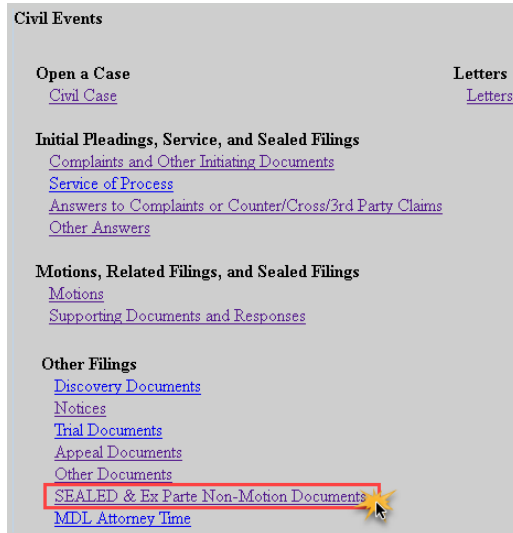 Civil Events
Open a Case
Civil Case
Letters
Letters
Initial Pleadings, Service, and Sealed Filings
Complaints and Other Initiating Documents
Service of Process
Answers to Complaints or Counter/Cross/3rd Party Claims
Other Answers
Motions, Related Filings, and Sealed Filings
Motions
Supporting Documents and Responses
Other Filings
Discovery Documents
Notices
Trial Documents
Appeal Documents
Other Documents
SEALED & Ex Parte Non-Motion Documents
MDL Attorney Time